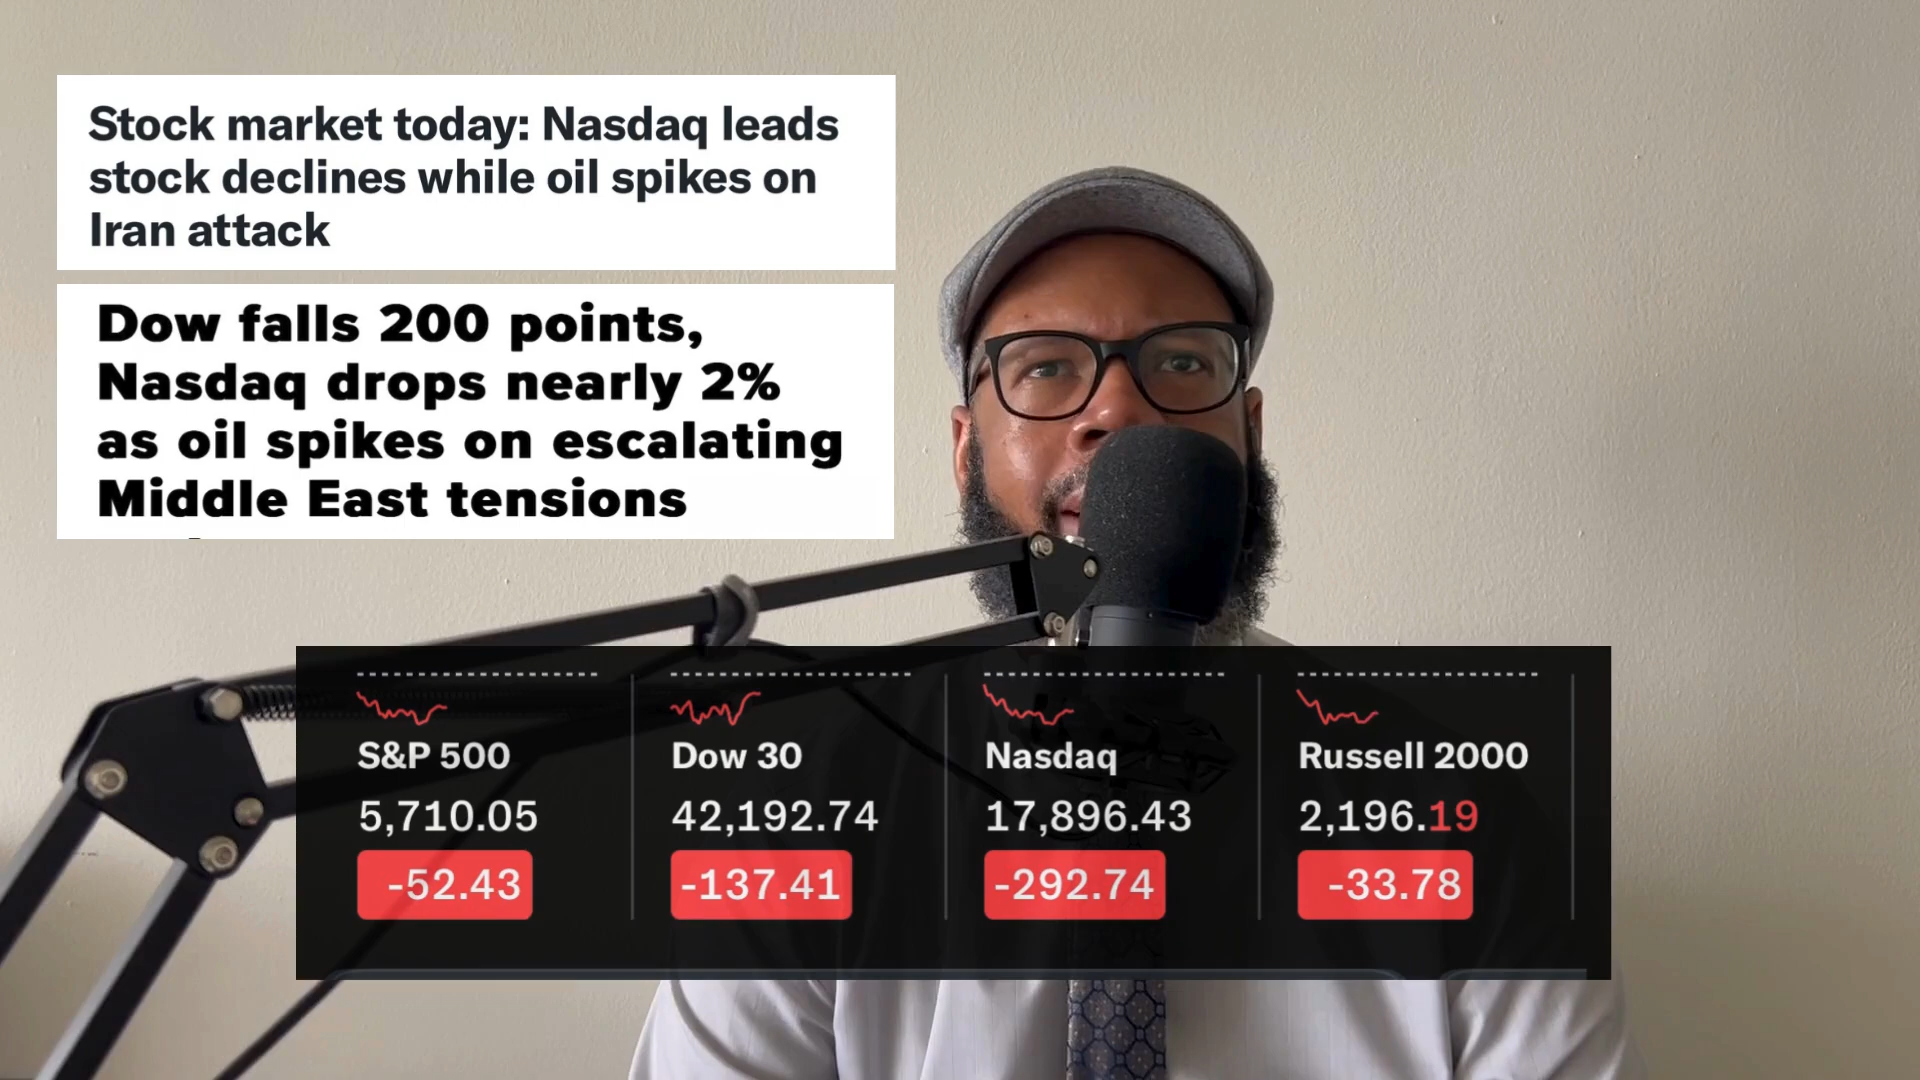 Stock market today: Nasdaq leads
stock declines while oil spikes on
Iran attack
Dow falls 200 points,
Nasdaq drops nearly 2%
as oil spikes on escalating
Middle East tensions
S&P 500
5,710.05
-52.43
Dow 30
42,192.74
-137.41
Nasdaq
17,896.43
-292.74
Russell 2000
2,196.19
-33.78